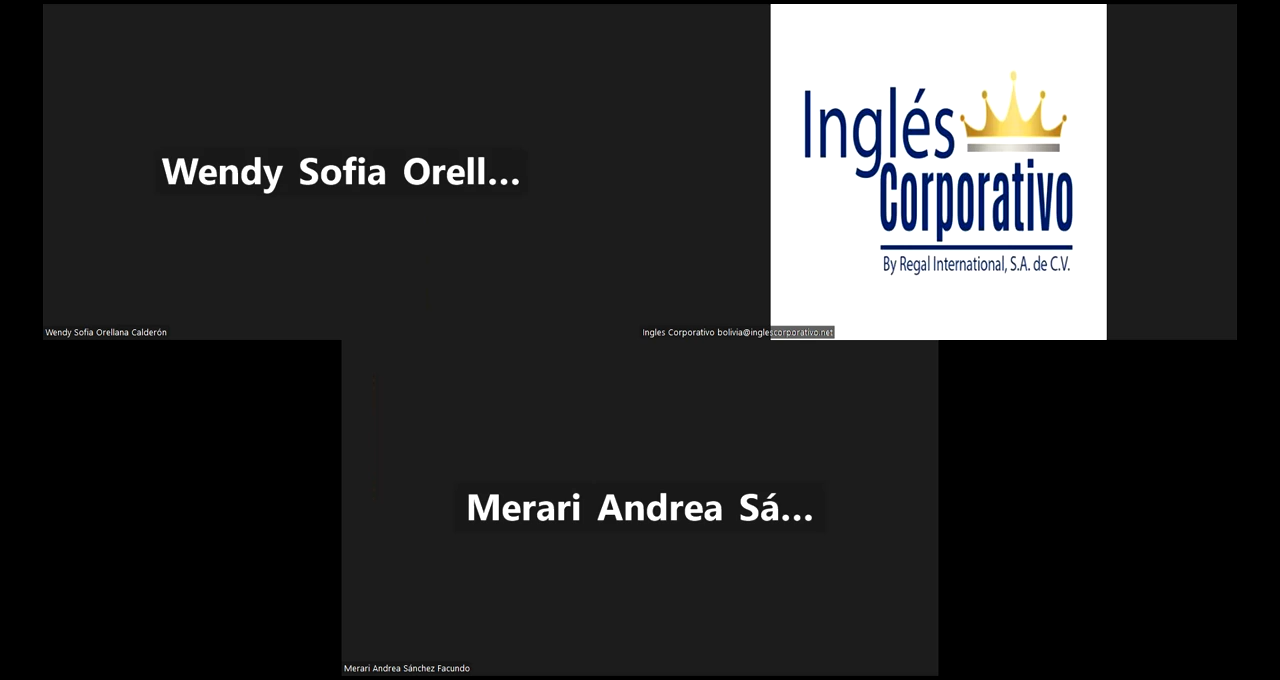 Wendy Sofia Orell...
Wendy Sofia Orellana Calderón
Inglés
Corporativo
By Regal International, S.A. de C.V.
Ingles Corporativo bolivia@inglescorporativo.net
Merari Andrea Sá...
Merari Andrea Sánchez Facundo